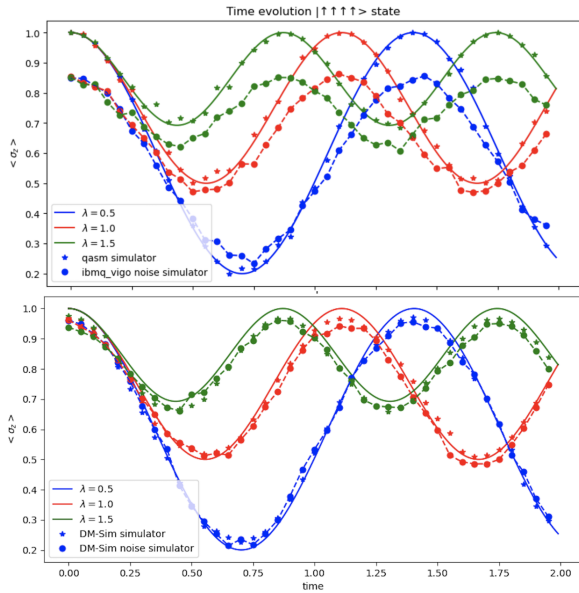 Time evolution |↑↑↑↑> state
1.0
0.9
0.8
0.7
0.6
0.5
0.4
0.3
0.2
< σz >
λ = 0.5
λ = 1.0
λ = 1.5
qasm simulator
ibmq_vigo noise simulator
1.0
0.9
0.8
0.7
0.6
0.5
0.4
0.3
0.2
< σz >
λ = 0.5
λ = 1.0
λ = 1.5
DM-Sim simulator
DM-Sim noise simulator
0.00 0.25 0.50 0.75 1.00 1.25 1.50 1.75 2.00
time